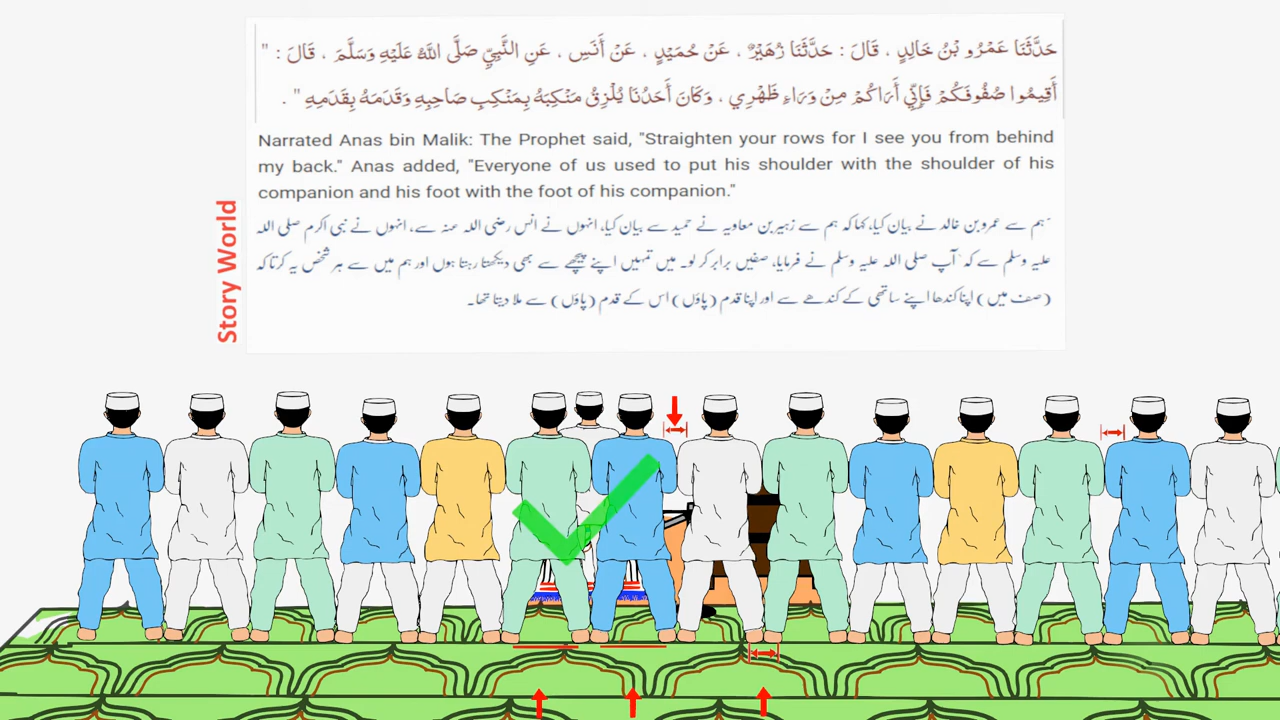 حَدَّثَنَا عَمْرُو بْنُ خَالِدٍ ، قَالَ : حَدَّثَنَا زُهَيْرٌ ، عَنْ حُمَيْدٍ ، عَنْ أَنَسِ ، عَنِ النَّبِيِّ صَلَّى اللَّهُ عَلَيْهِ وَسَلَّمَ ، قَالَ : "
أَقِيمُوا صُفُوفَكُمْ فَإِنِّي أَرَاكُمْ مِنْ وَرَاءِ ظَهْرِي ، وَكَانَ أَحَدُنَا يُلْزِقُ مَنْكِبَهُ بِمَنْكِبِ صَاحِبِهِ وَقَدَمَهُ بِقَدَمِهِ " .
Narrated Anas bin Malik: The Prophet said, "Straighten your rows for I see you from behind
my back." Anas added, "Everyone of us used to put his shoulder with the shoulder of his
companion and his foot with the foot of his companion."
ہم سے عمرو بن خالد نے بیان کیا، کہا کہ ہم سے زہیر بن معاویہ نے حمید سے بیان کیا، انہوں نے انس رضی اللہ عنہ سے، انہوں نے نبی اکرم صلی اللہ
علیہ وسلم سے کہ آپ صلی اللہ علیہ وسلم نے فرمایا، صفیں برابر کر لو۔ میں تمہیں اپنے پیچھے سے بھی دیکھتا رہتا ہوں اور ہم میں سے ہر شخص یہ کرتا کہ
(صف میں) اپنا کندھا اپنے ساتھی کے کندھے سے اور اپنا قدم (پاؤں) اس کے قدم (پاؤں) سے ملا دیتا تھا۔
Story World